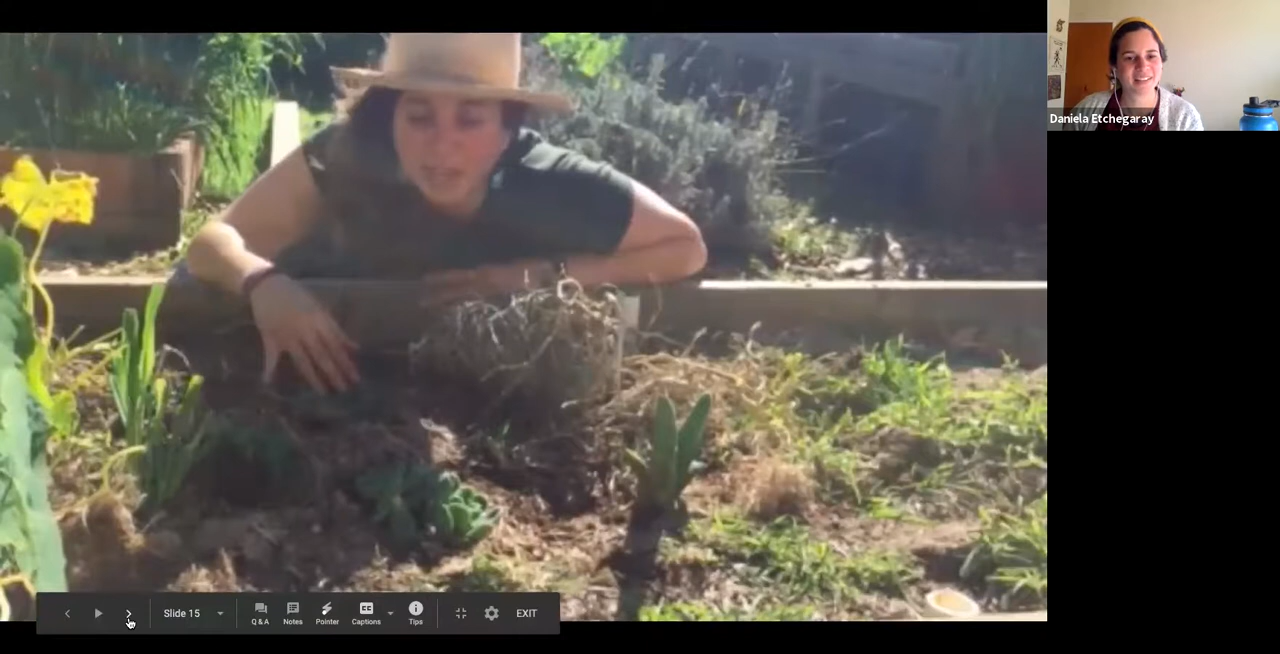 Daniela Etchegaray
Slide 15
Q & A
Notes
Pointer
Captions
Tips
EXIT